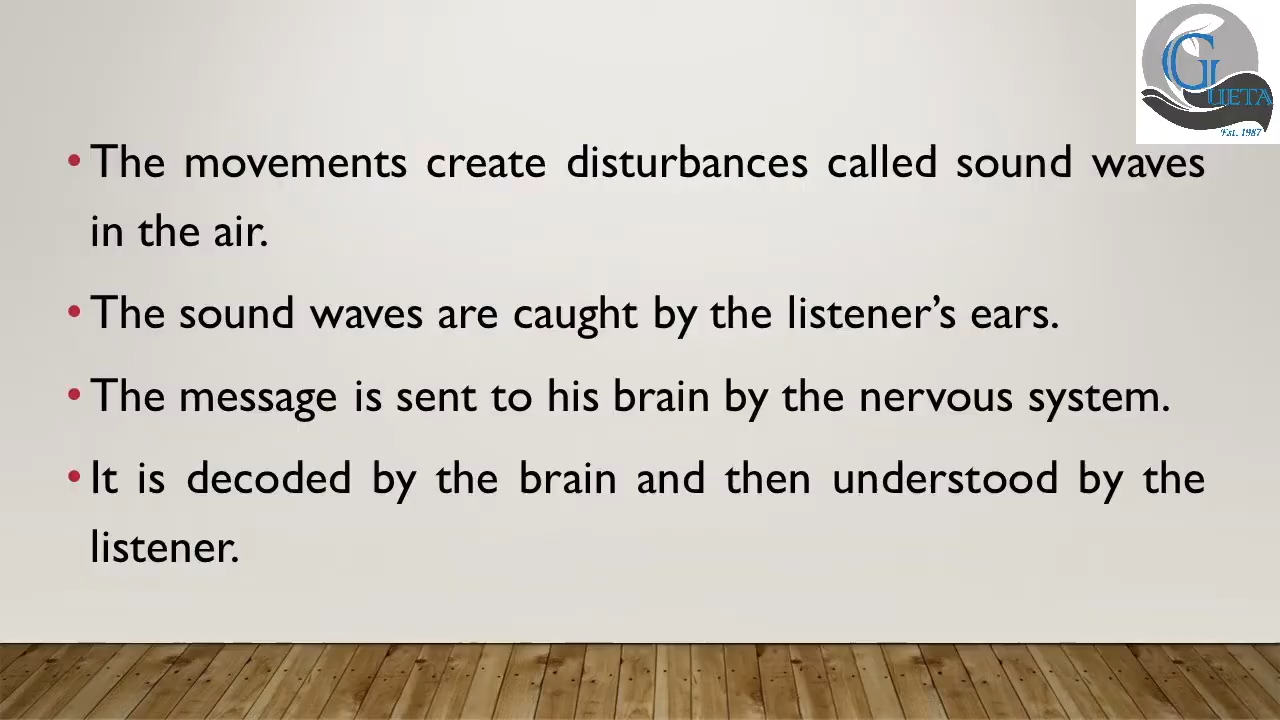 G
UETA
Est. 1987
• The movements create disturbances called sound waves
in the air.
• The sound waves are caught by the listener’s ears.
• The message is sent to his brain by the nervous system.
• It is decoded by the brain and then understood by the
listener.